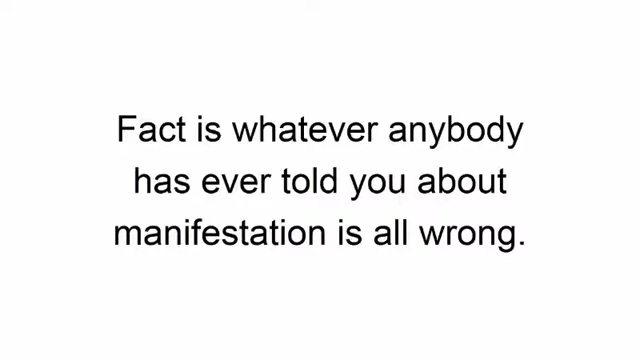 Fact is whatever anybody
has ever told you about
manifestation is all wrong.